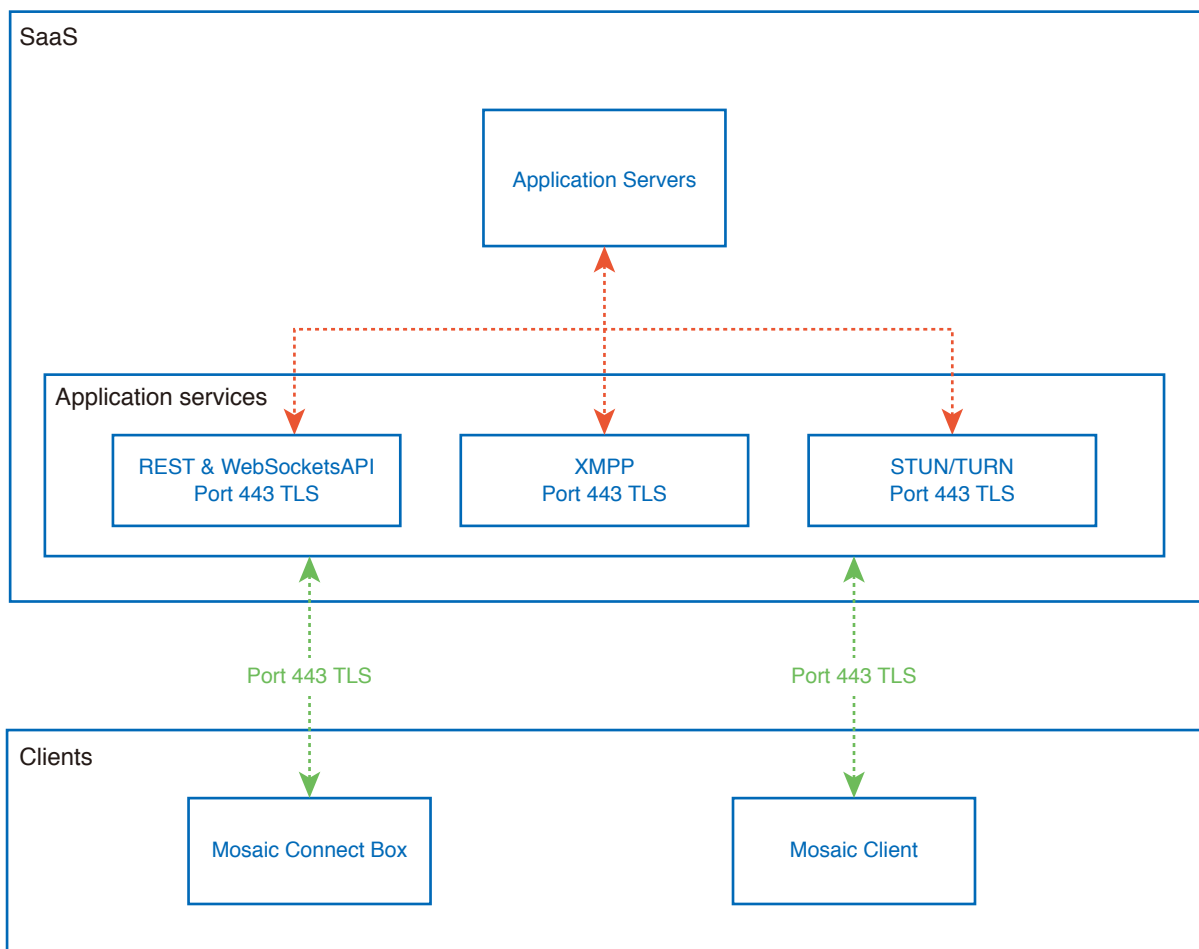 SaaS
Application Servers
Application services
REST & WebSocketsAPI
Port 443 TLS
XMPP
Port 443 TLS
STUN/TURN
Port 443 TLS
Port 443 TLS
Port 443 TLS
Clients
Mosaic Connect Box
Mosaic Client